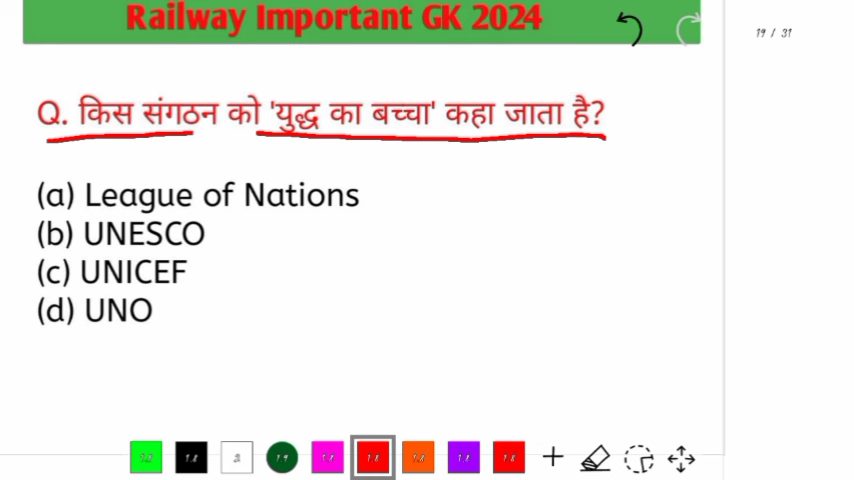 Railway Important GK 2024
19 / 31
Q. किस संगठन को 'युद्ध का बच्चा' कहा जाता है?
(a) League of Nations
(b) UNESCO
(c) UNICEF
(d) UNO